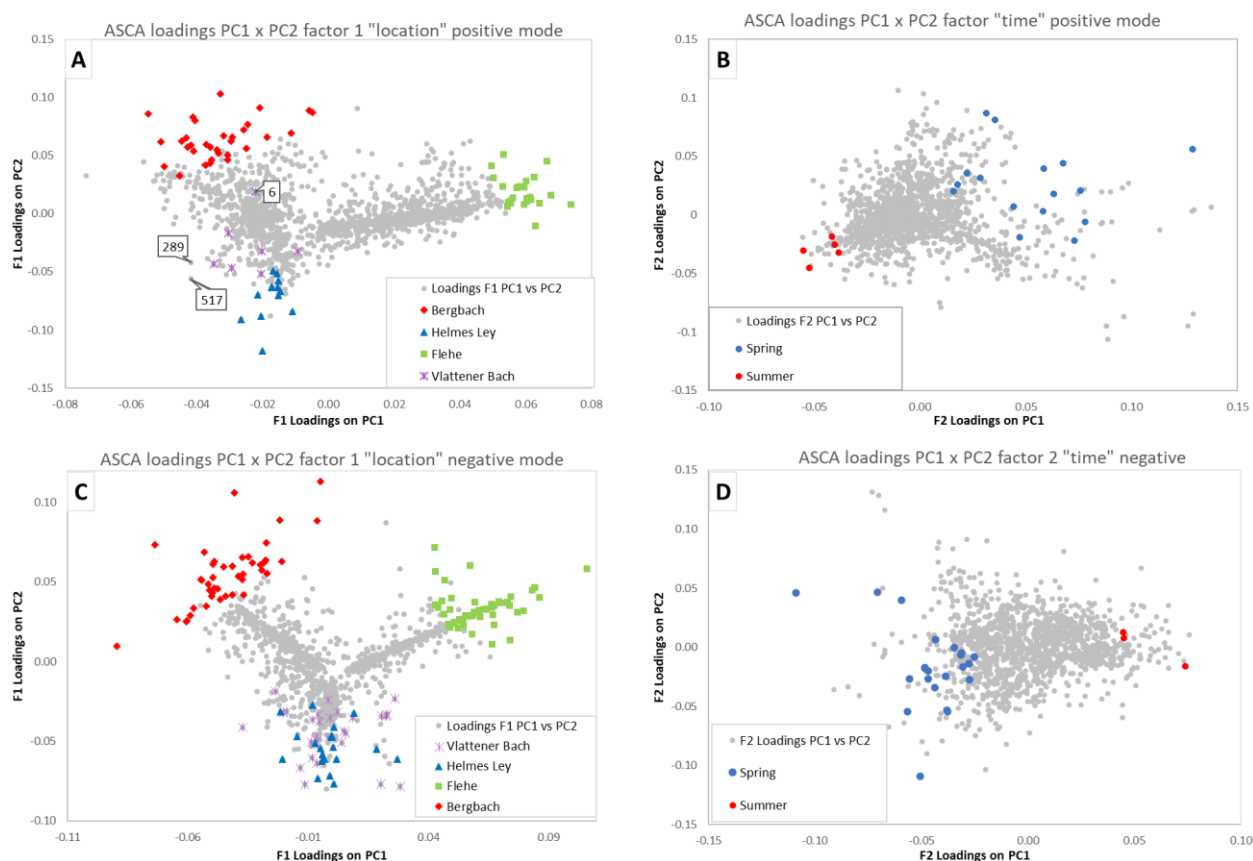 ASCA loadings PC1 x PC2 factor 1 "location" positive mode
A
0.15
0.10
0.05
0.00
-0.05
-0.10
-0.15
F1 Loadings on PC2
6
289
517
Loadings F1 PC1 vs PC2
Bergbach
Helmes Ley
Flehe
Vlattener Bach
-0.08 -0.06 -0.04 -0.02 0.00 0.02 0.04 0.06 0.08
F1 Loadings on PC1
ASCA loadings PC1 x PC2 factor "time" positive mode
B
0.15
0.1
0.05
0
-0.05
-0.1
-0.15
F2 Loadings on PC2
Loadings F2 PC1 vs PC2
Spring
Summer
-0.10 -0.05 0.00 0.05 0.10 0.15
F2 Loadings on PC1
ASCA loadings PC1 x PC2 factor 1 "location" negative mode
C
0.10
0.05
0.00
-0.05
-0.10
F1 Loadings on PC2
Loadings F1 PC1 vs PC2
Vlattener Bach
Helmes Ley
Flehe
Bergbach
-0.11 -0.06 -0.01 0.04 0.09
F1 Loadings on PC1
ASCA loadings PC1 x PC2 factor 2 "time" negative
D
0.15
0.10
0.05
0.00
-0.05
-0.10
-0.15
F2 Loadings on PC2
F2 Loadings PC1 vs PC2
Spring
Summer
-0.15 -0.10 -0.05 0.00 0.05 0.10
F2 Loadings on PC1